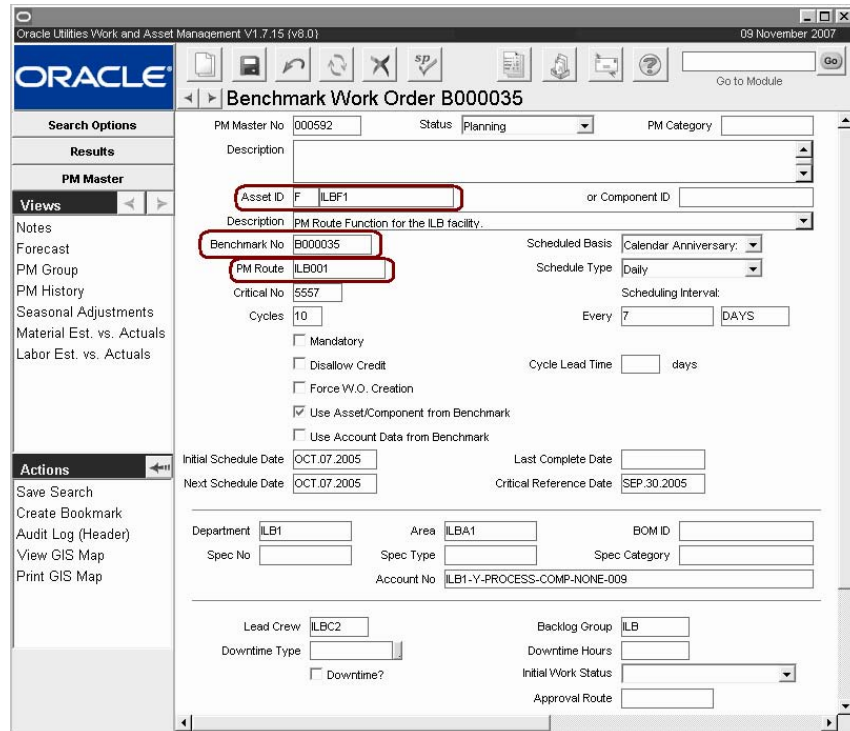 Oracle Utilities Work and Asset Management V1.7.15 {v8.0}
09 November 2007
ORACLE®
sp
Go
Go to Module
Benchmark Work Order B000035
Search Options
Results
PM Master
Views
Notes
Forecast
PM Group
PM History
Seasonal Adjustments
Material Est. vs. Actuals
Labor Est. vs. Actuals
Actions
Save Search
Create Bookmark
Audit Log (Header)
View GIS Map
Print GIS Map
PM Master No 000592 Status Planning PM Category
Description
Asset ID F ILBF1 or Component ID
Description PM Route Function for the ILB facility.
Benchmark No B000035 Scheduled Basis Calendar Anniversary:
PM Route ILB001 Schedule Type Daily
Critical No 5557 Scheduling Interval:
Cycles 10 Every 7 DAYS
Mandatory
Disallow Credit Cycle Lead Time days
Force W.O. Creation
Use Asset/Component from Benchmark
Use Account Data from Benchmark
Initial Schedule Date OCT.07.2005 Last Complete Date
Next Schedule Date OCT.07.2005 Critical Reference Date SEP.30.2005
Department ILB1 Area ILBA1 BOM ID
Spec No Spec Type Spec Category
Account No ILB1-Y-PROCESS-COMP-NONE-009
Lead Crew ILBC2 Backlog Group ILB
Downtime Type Downtime Hours
Downtime? Initial Work Status
Approval Route